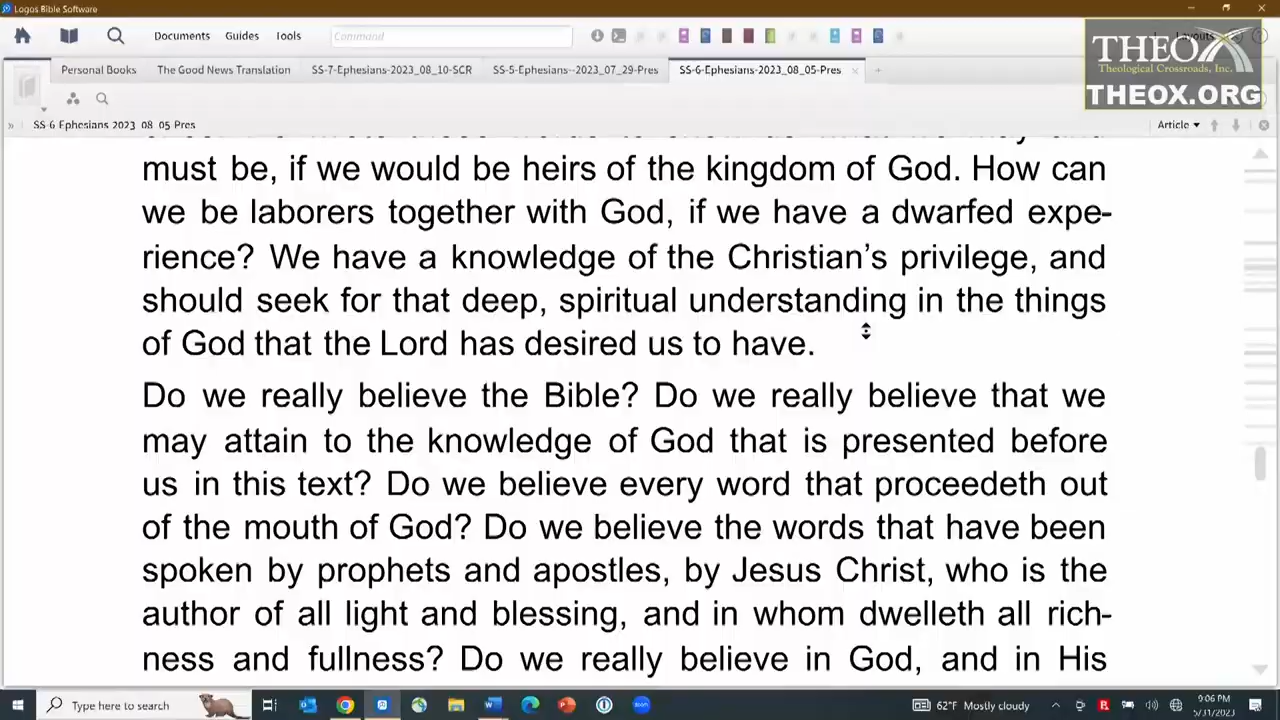 Logos Bible Software
Documents Guides Tools Command Layouts
THEOX
Theological Crossroads, Inc.
THEOX.ORG
Personal Books The Good News Translation SS-5-Ephesians--2023_07_29-Pres SS-6-Ephesians-2023_08_05-Pres
SS-6-Ephesians-2023_08_05-Pres Article
must be, if we would be heirs of the kingdom of God. How can
we be laborers together with God, if we have a dwarfed expe-
rience? We have a knowledge of the Christian’s privilege, and
should seek for that deep, spiritual understanding in the things
of God that the Lord has desired us to have.
Do we really believe the Bible? Do we really believe that we
may attain to the knowledge of God that is presented before
us in this text? Do we believe every word that proceedeth out
of the mouth of God? Do we believe the words that have been
spoken by prophets and apostles, by Jesus Christ, who is the
author of all light and blessing, and in whom dwelleth all rich-
ness and fullness? Do we really believe in God, and in His
Type here to search 62°F Mostly cloudy 9:06 PM
5/31/2023